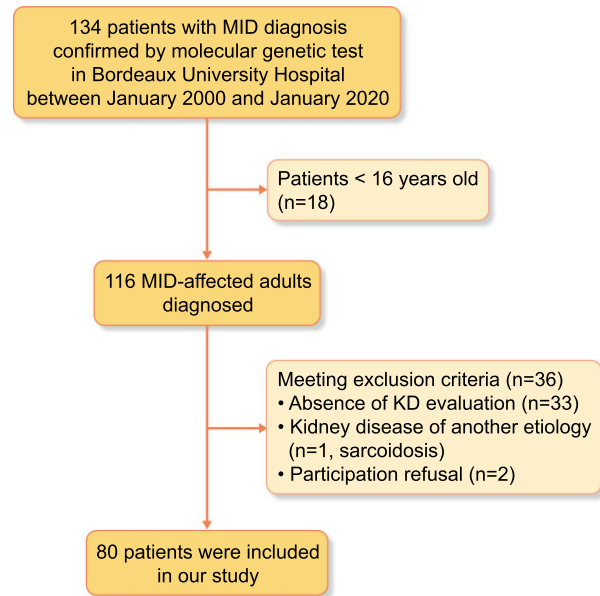 134 patients with MID diagnosis
confirmed by molecular genetic test
in Bordeaux University Hospital
between January 2000 and January 2020
Patients < 16 years old
(n=18)
116 MID-affected adults
diagnosed
Meeting exclusion criteria (n=36)
• Absence of KD evaluation (n=33)
• Kidney disease of another etiology
(n=1, sarcoidosis)
• Participation refusal (n=2)
80 patients were included
in our study